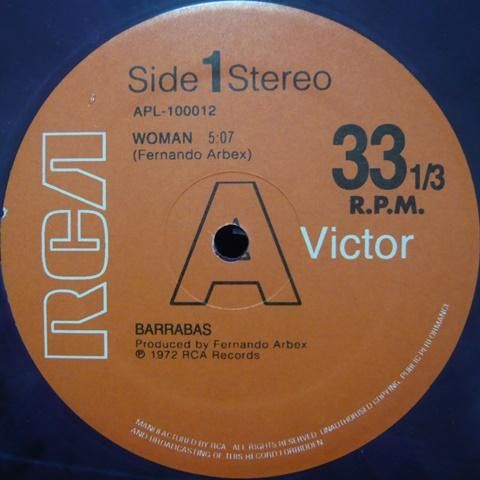 Side 1 Stereo
APL-100012
WOMAN 5:07
(Fernando Arbex)
33 1/3
R.P.M.
RCA
A
Victor
BARRABAS
Produced by Fernando Arbex
℗ 1972 RCA Records
MANUFACTURED BY RCA. ALL RIGHTS RESERVED. UNAUTHORISED COPYING, PUBLIC PERFORMANCE
AND BROADCASTING OF THIS RECORD FORBIDDEN.